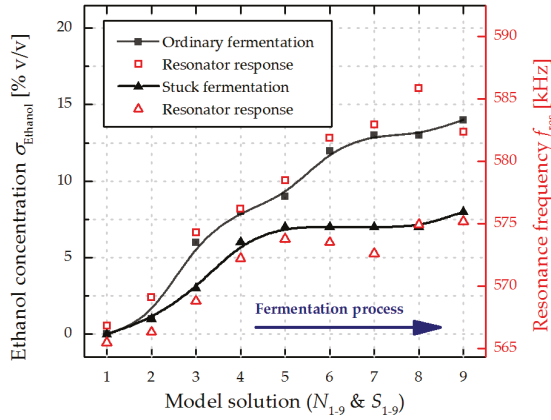 Ordinary fermentation
Resonator response
Stuck fermentation
Resonator response
Ethanol concentration σEthanol [% v/v]
20
15
10
5
0
Resonance frequency fres [kHz]
590
585
580
575
570
565
Fermentation process
1 2 3 4 5 6 7 8 9
Model solution (N1-9 & S1-9)